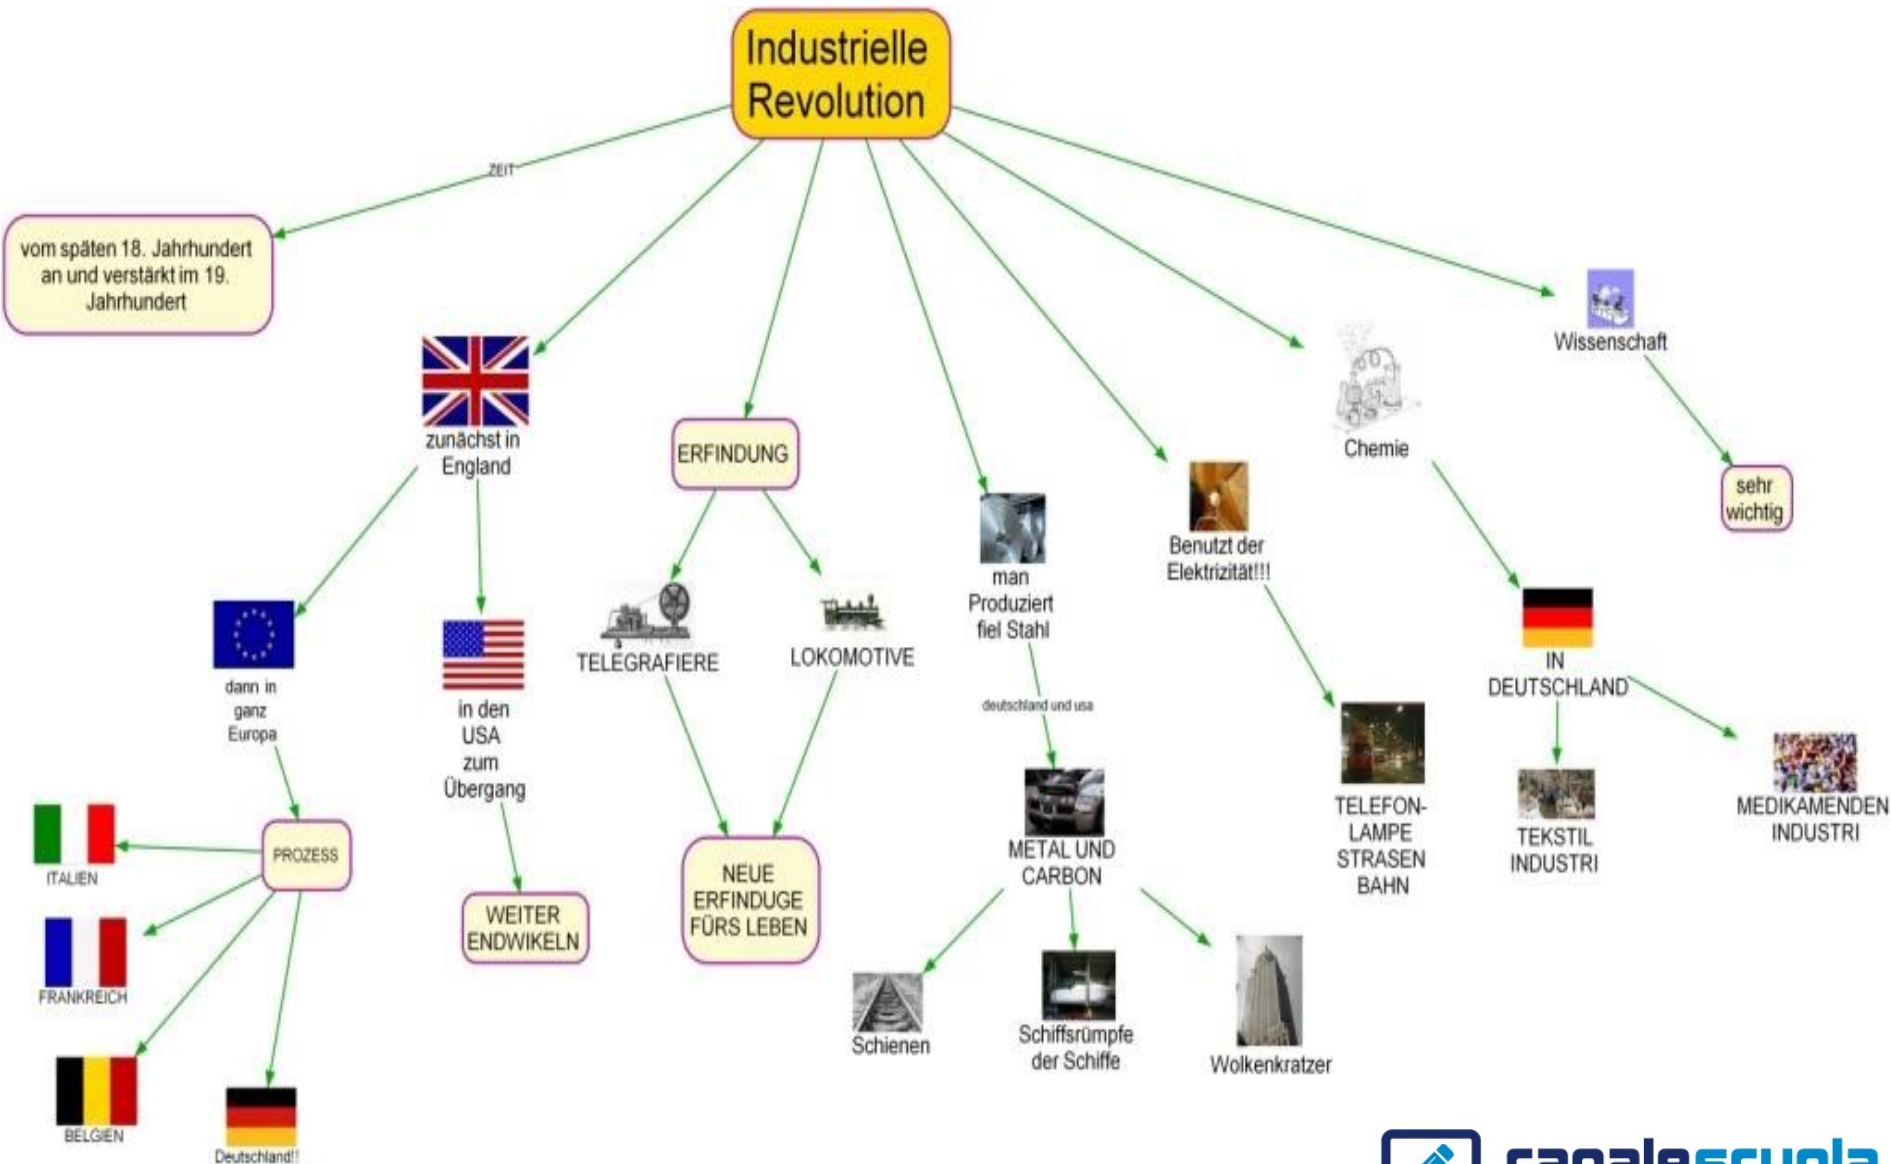 Industrielle
Revolution
ZEIT
vom späten 18. Jahrhundert
an und verstärkt im 19.
Jahrhundert
zunächst in
England
dann in
ganz
Europa
PROZESS
ITALIEN
FRANKREICH
BELGIEN
Deutschland!!
in den
USA
zum
Übergang
WEITER
ENDWIKELN
ERFINDUNG
TELEGRAFIERE
LOKOMOTIVE
NEUE
ERFINDUGE
FÜRS LEBEN
man
Produziert
fiel Stahl
deutschland und usa
METAL UND
CARBON
Schienen
Schiffsrümpfe
der Schiffe
Wolkenkratzer
Benutzt der
Elektrizität!!!
TELEFON-
LAMPE
STRASEN
BAHN
Chemie
IN
DEUTSCHLAND
TEKSTIL
INDUSTRI
MEDIKAMENDEN
INDUSTRI
Wissenschaft
sehr
wichtig
canalescuola